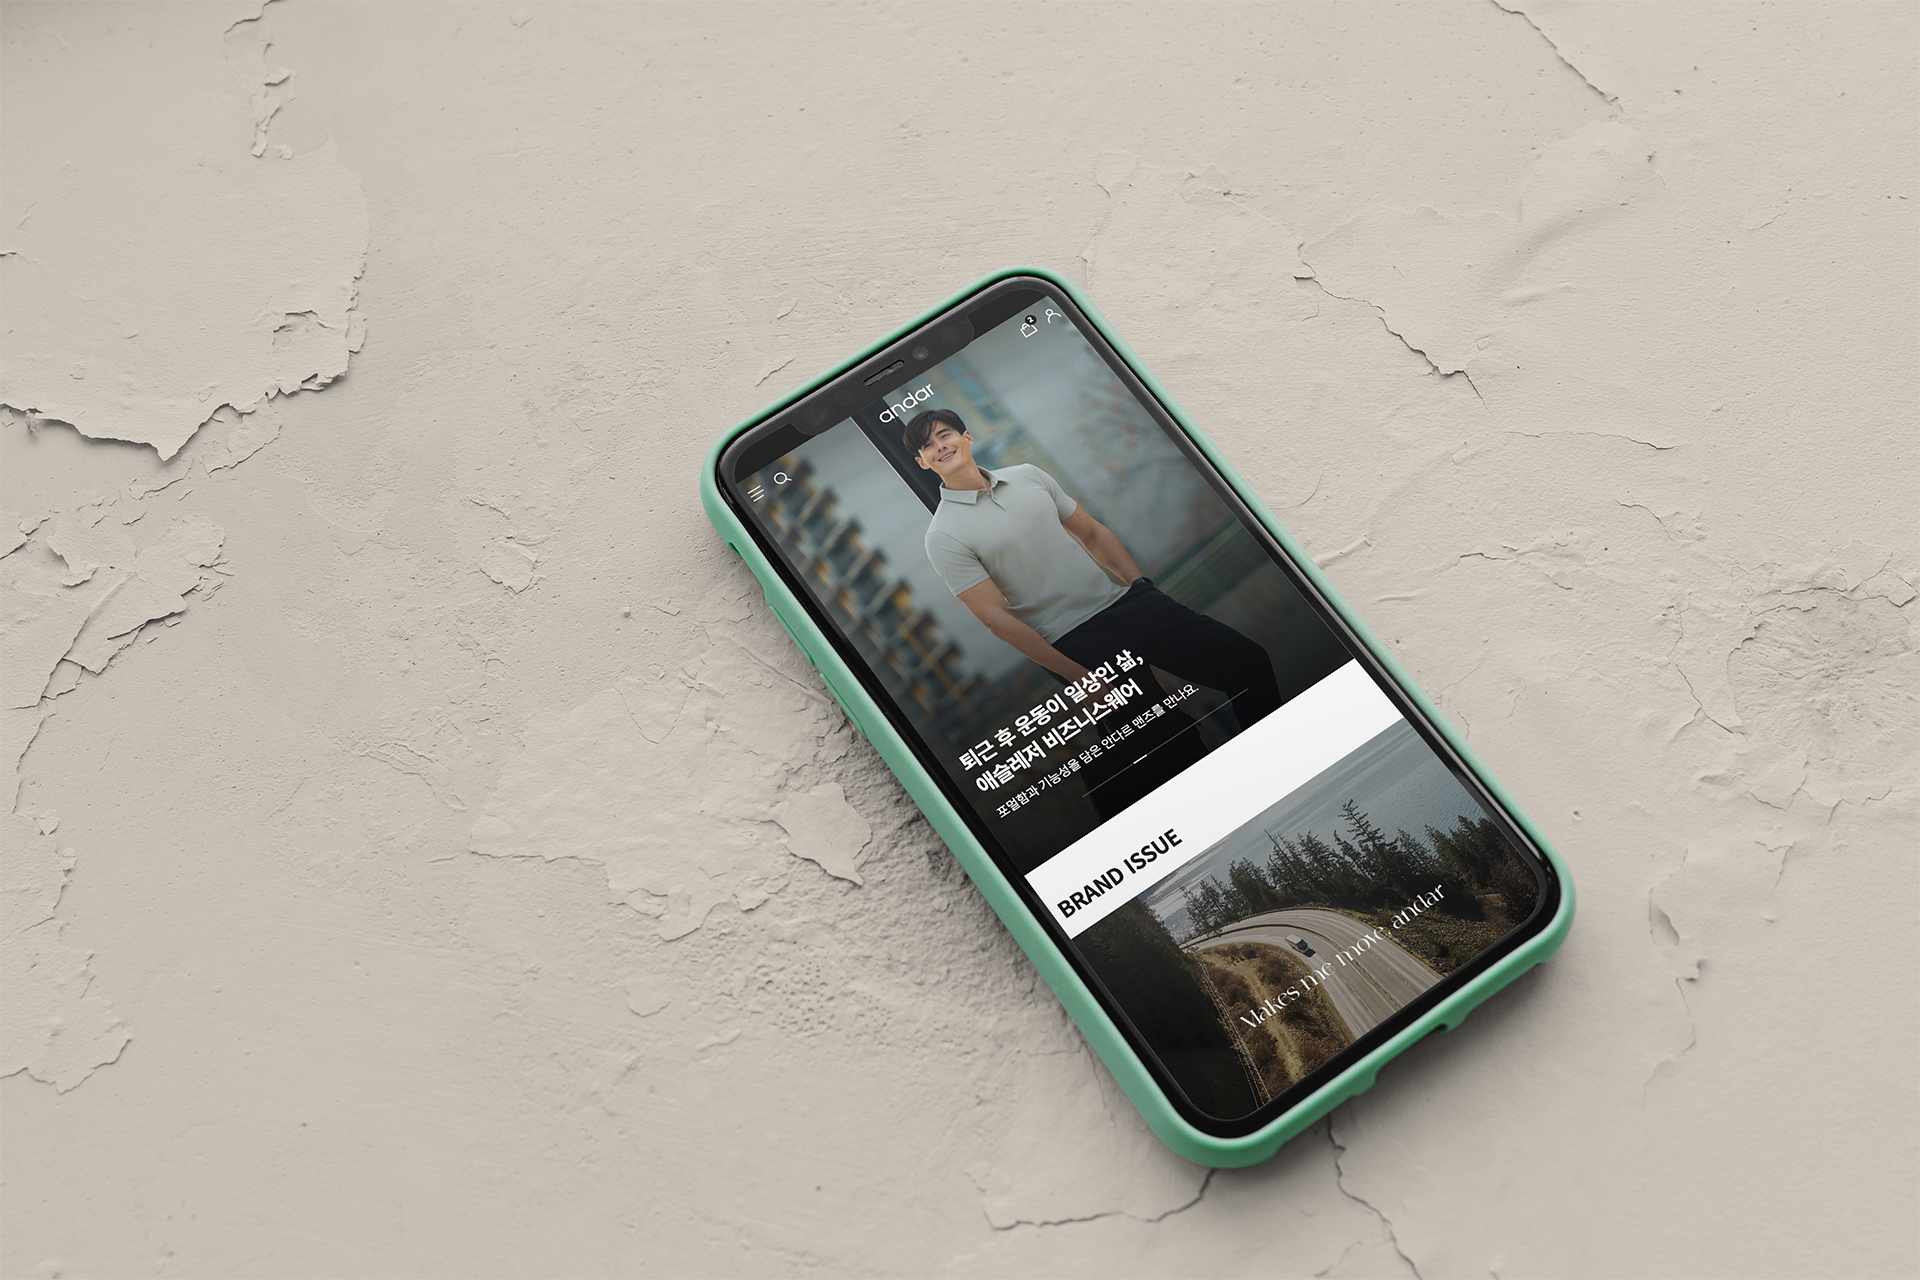 2
andar
퇴근 후 운동이 일상인 삶,
애슬레저 비즈니스웨어
포멀함과 기능성을 담은 안다르 맨즈를 만나요.
BRAND ISSUE
Makes me move, andar